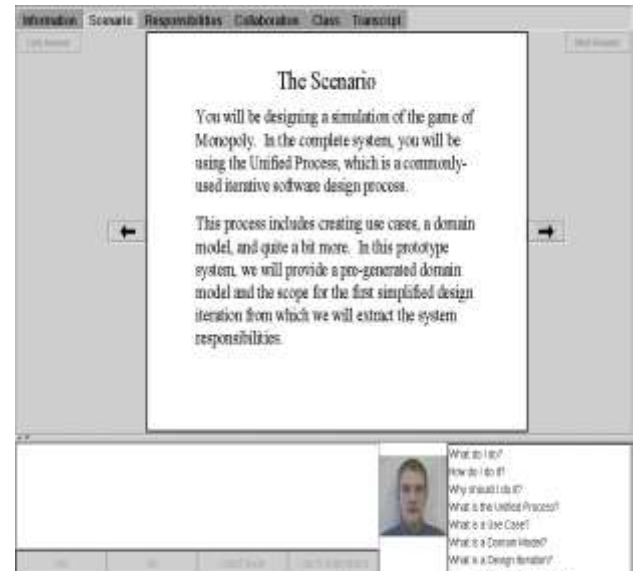 Information Scenario Responsibilities Collaboration Class Transcript
The Scenario
You will be designing a simulation of the game of
Monopoly. In the complete system, you will be
using the Unified Process, which is a commonly-
used iterative software design process.
This process includes creating use cases, a domain
model, and quite a bit more. In this prototype
system, we will provide a pre-generated domain
model and the scope for the first simplified design
iteration from which we will extract the system
responsibilities.
What do I do?
How do I do it?
Why should I do it?
What is the Unified Process?
What is a Use Case?
What is a Domain Model?
What is a Design Iteration?